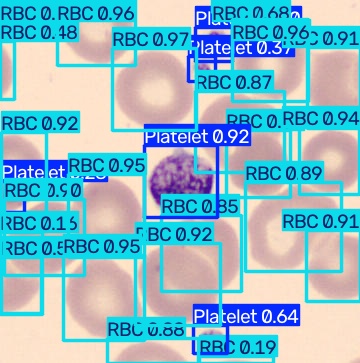 RBC 0.96
RBC 0.68
RBC 0.48
RBC 0.97
RBC 0.96
0.91
Platelet 0.37
RBC 0.87
RBC 0.92
RBC 0.94
Platelet 0.92
RBC 0.95
RBC 0.89
RBC 0.90
RBC 0.85
RBC 0.16
RBC 0.91
RBC 0.92
RBC 0.95
Platelet 0.64
RBC 0.88
RBC 0.19